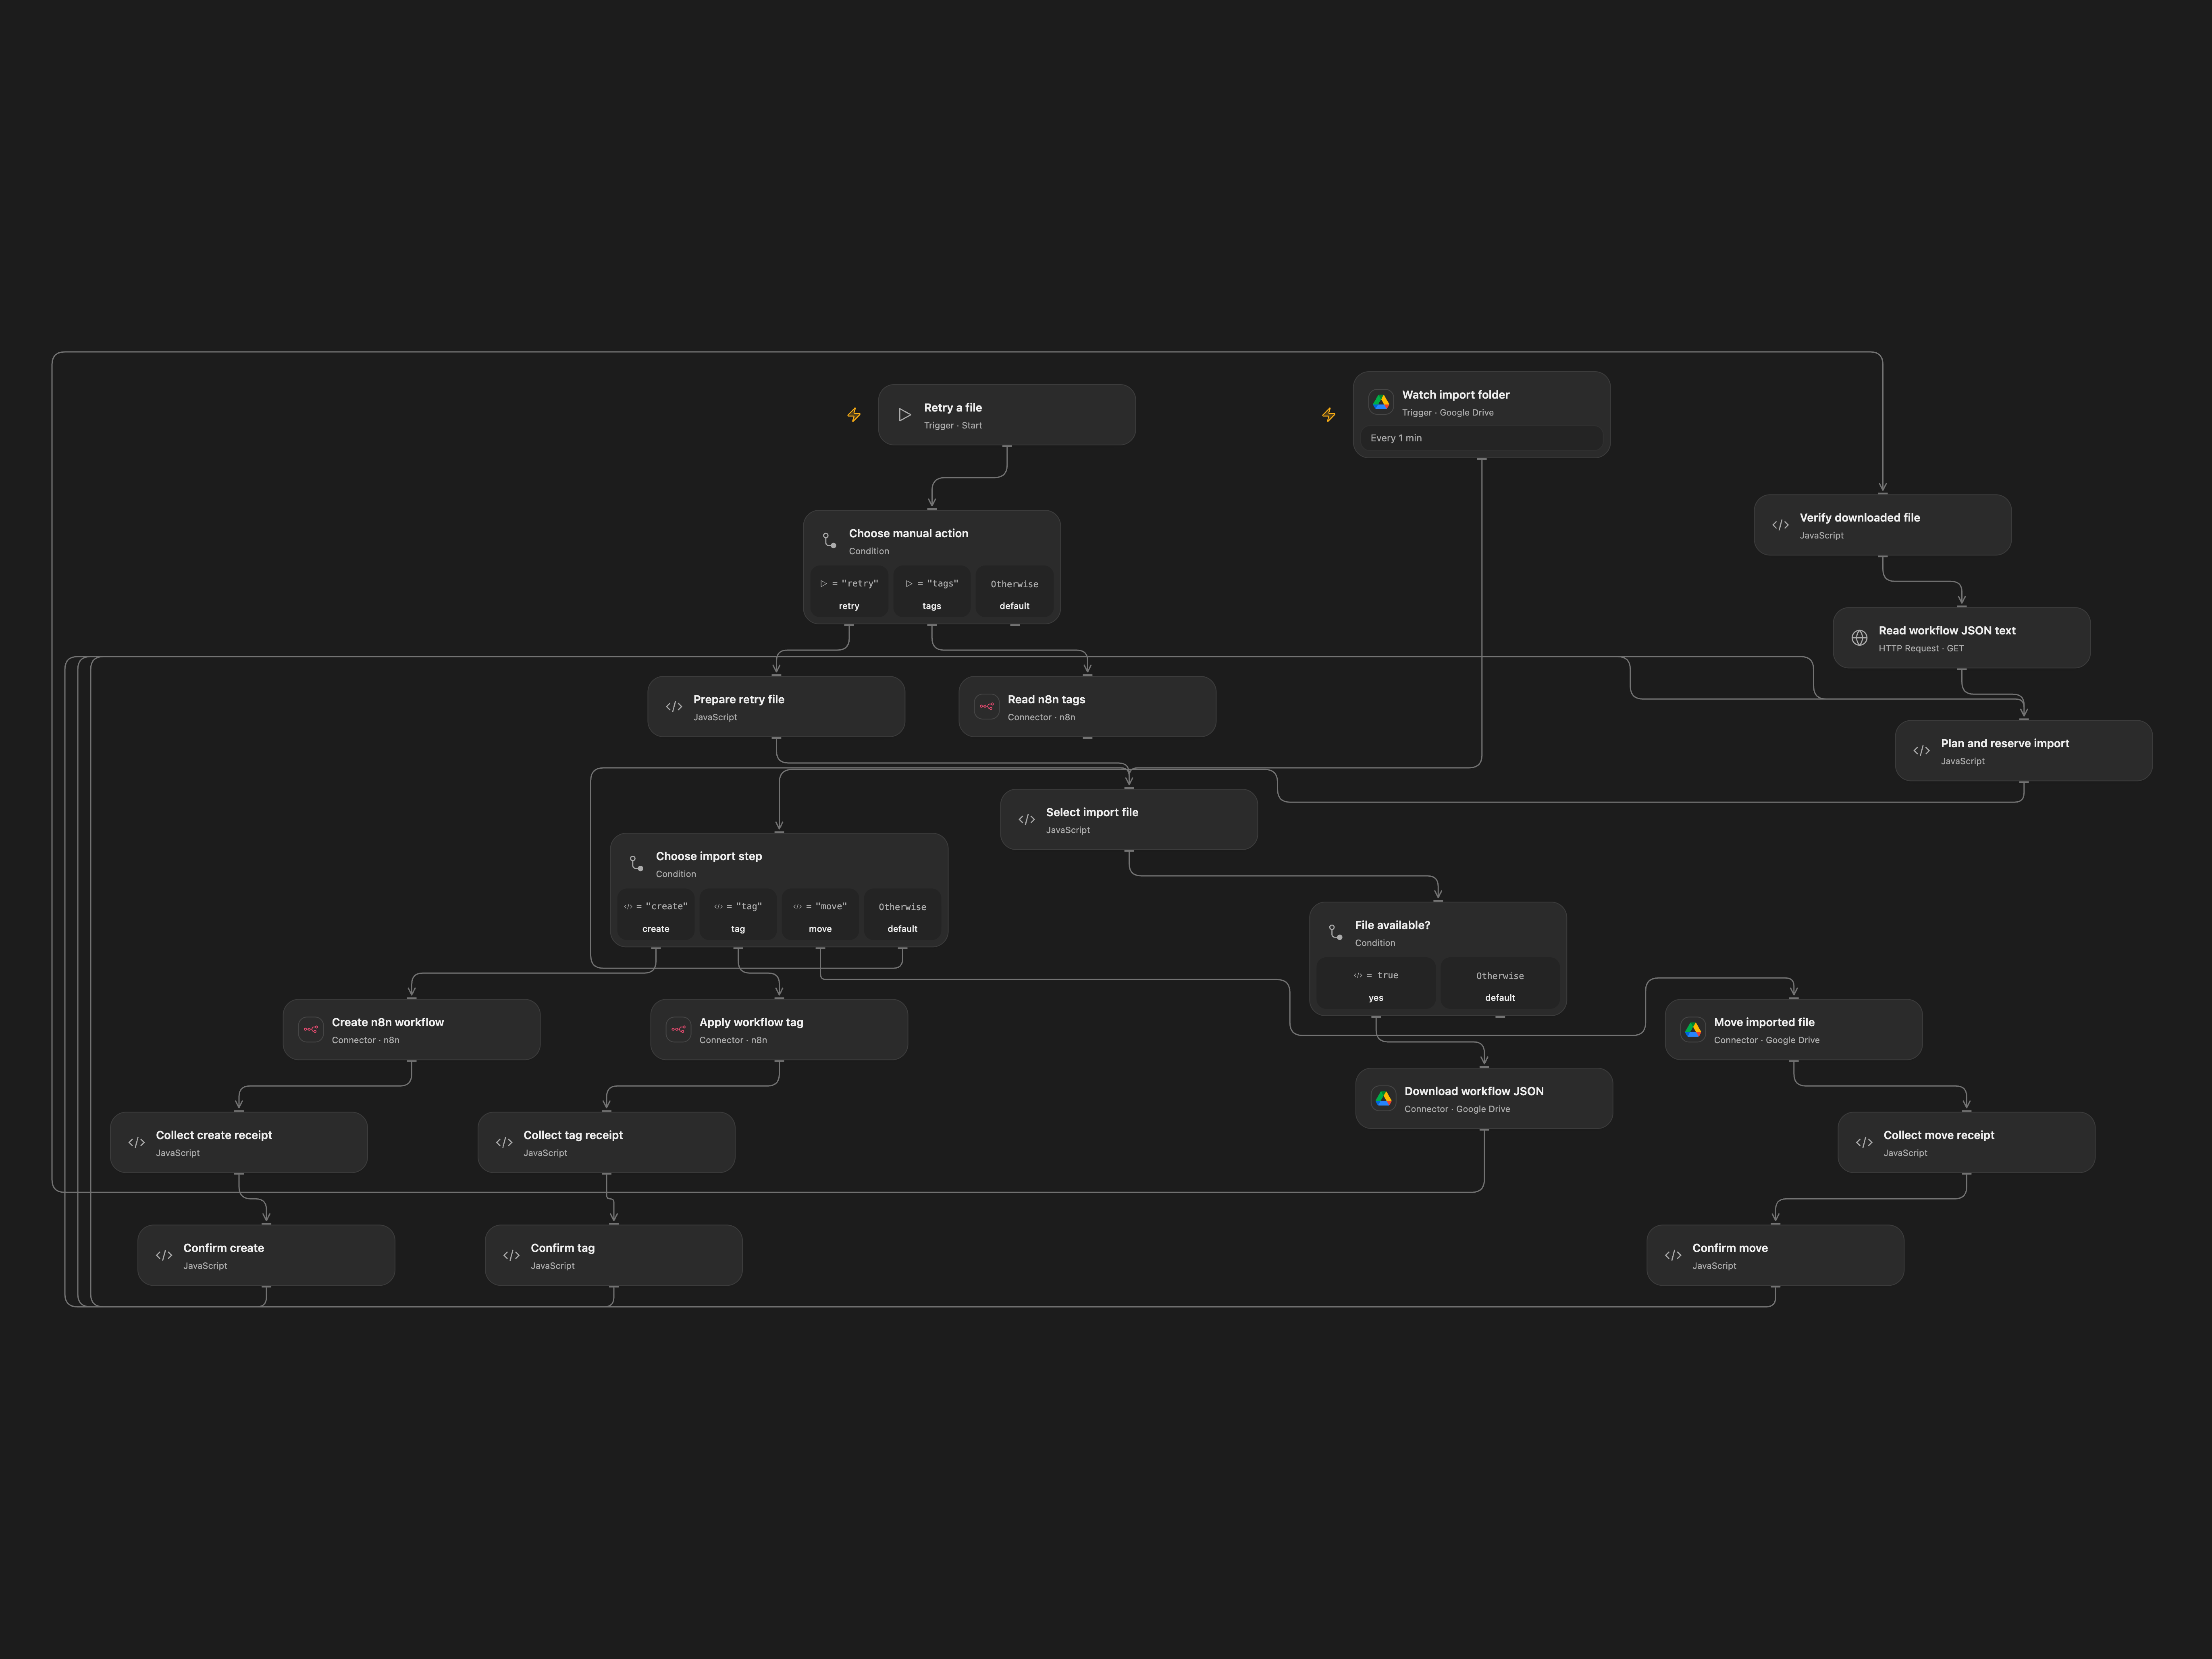 Retry a file
Trigger · Start
Watch import folder
Trigger · Google Drive
Every 1 min
Verify downloaded file
JavaScript
Choose manual action
Condition
= "retry"
retry
= "tags"
tags
Otherwise
default
Read workflow JSON text
HTTP Request · GET
Prepare retry file
JavaScript
Read n8n tags
Connector · n8n
Plan and reserve import
JavaScript
Select import file
JavaScript
Choose import step
Condition
</> = "create"
create
</> = "tag"
tag
</> = "move"
move
Otherwise
default
File available?
Condition
</> = true
yes
Otherwise
default
Create n8n workflow
Connector · n8n
Apply workflow tag
Connector · n8n
Move imported file
Connector · Google Drive
Download workflow JSON
Connector · Google Drive
Collect create receipt
JavaScript
Collect tag receipt
JavaScript
Collect move receipt
JavaScript
Confirm create
JavaScript
Confirm tag
JavaScript
Confirm move
JavaScript